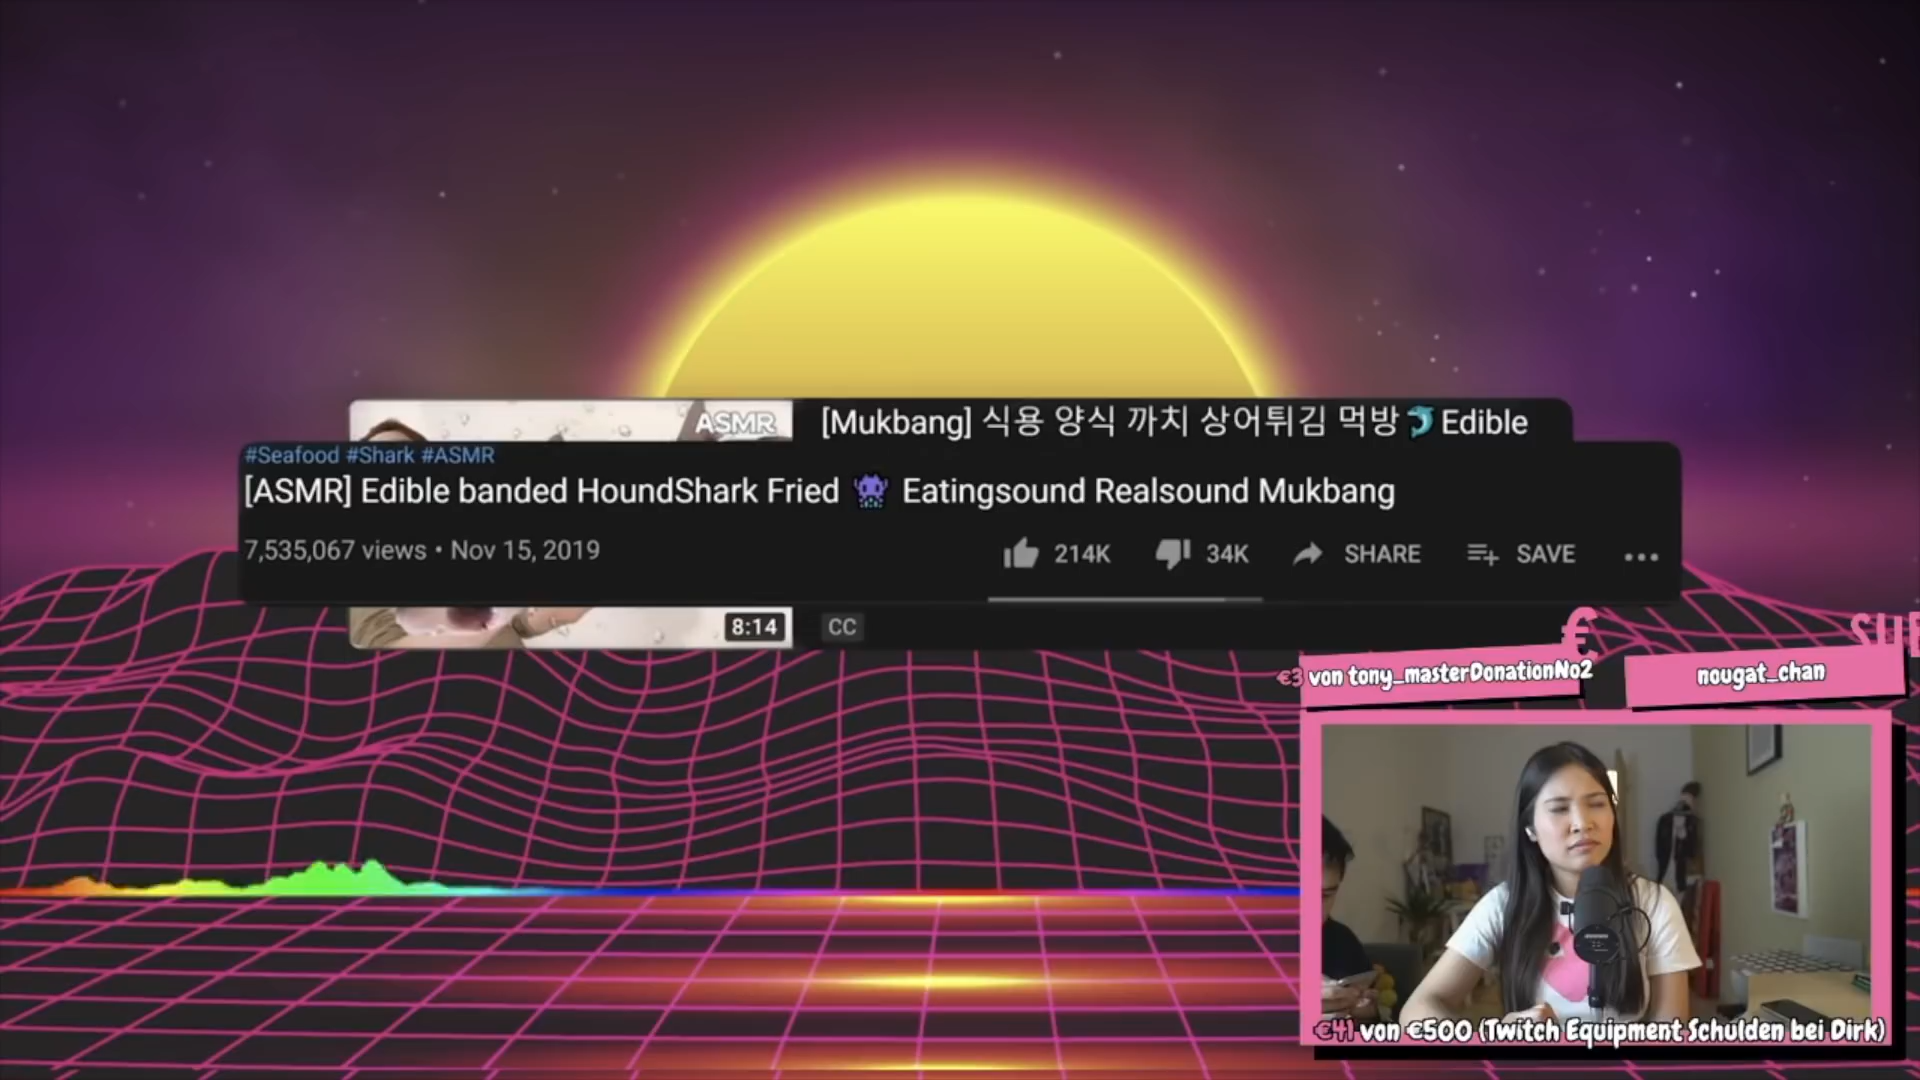 ASMR
[Mukbang] 식용 양식 까치 상어튀김 먹방🐬Edible
#Seafood #Shark #ASMR
[ASMR] Edible banded HoundShark Fried 👾 Eatingsound Realsound Mukbang
7,535,067 views • Nov 15, 2019
214K 34K SHARE SAVE
8:14 CC
€
SUB
€3 von tony_masterDonationNo2
nougat_chan
€41 von €500 (Twitch Equipment Schulden bei Dirk)